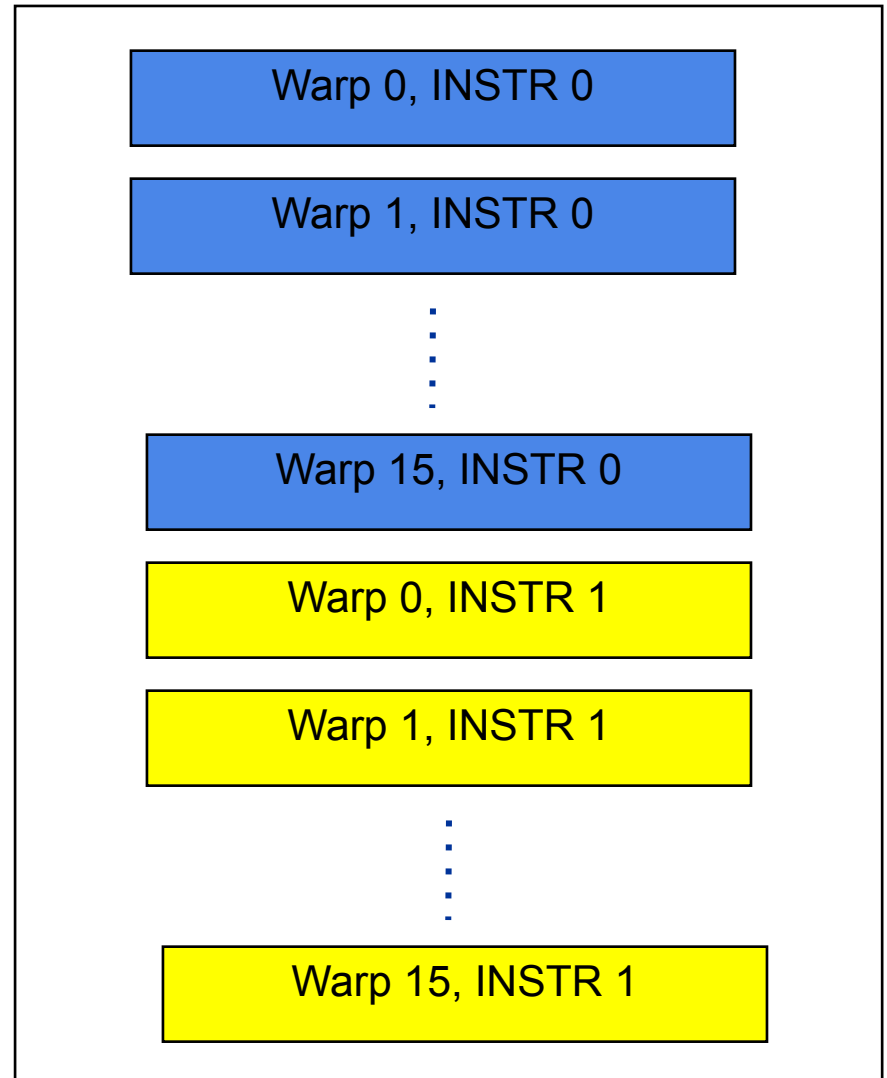 Warp 0, INSTR 0
Warp 1, INSTR 0
Warp 15, INSTR 0
Warp 0, INSTR 1
Warp 1, INSTR 1
Warp 15, INSTR 1